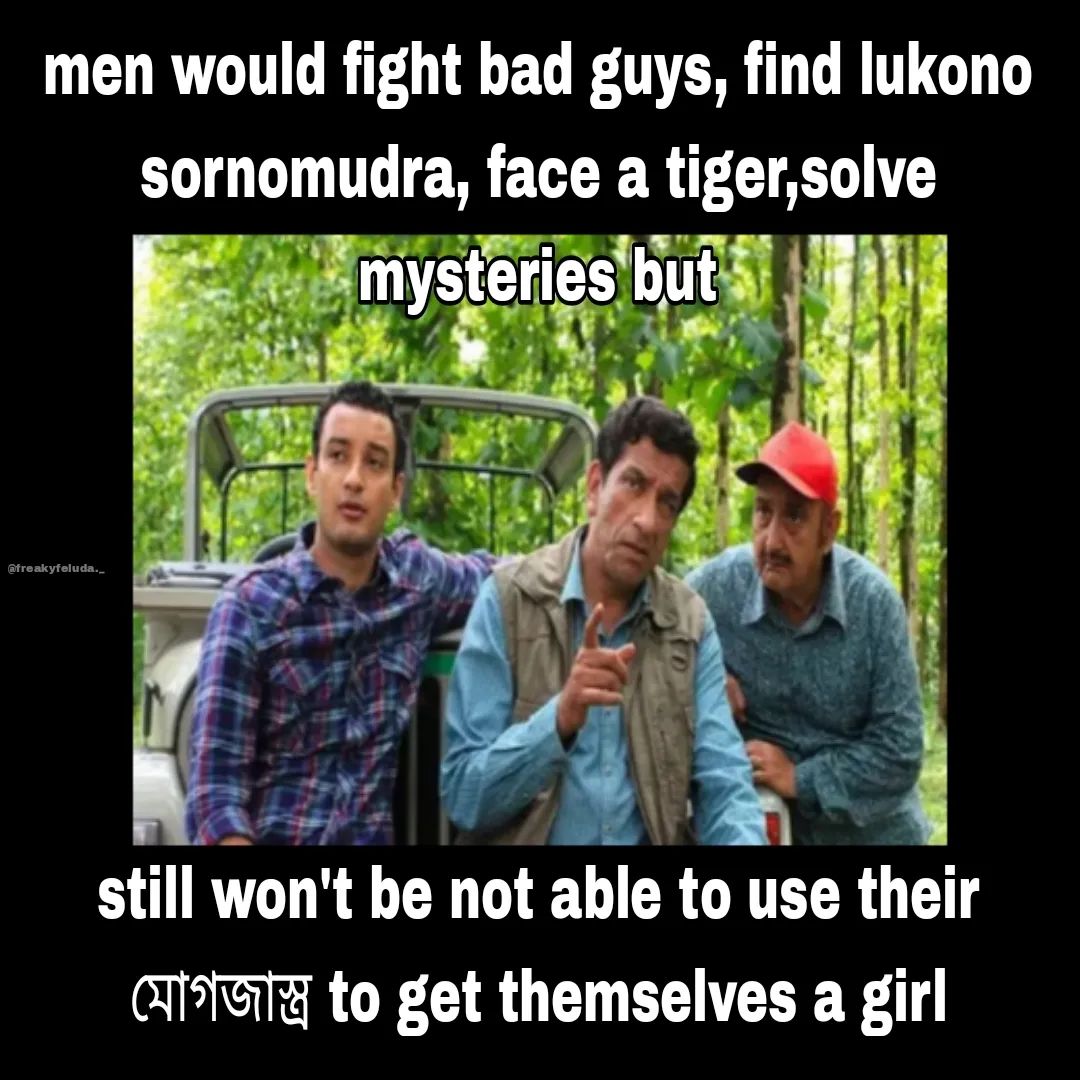 men would fight bad guys, find lukono
sornomudra, face a tiger,solve
mysteries but
@freakyfeluda._
still won't be not able to use their
মোগজাস্ত্র to get themselves a girl